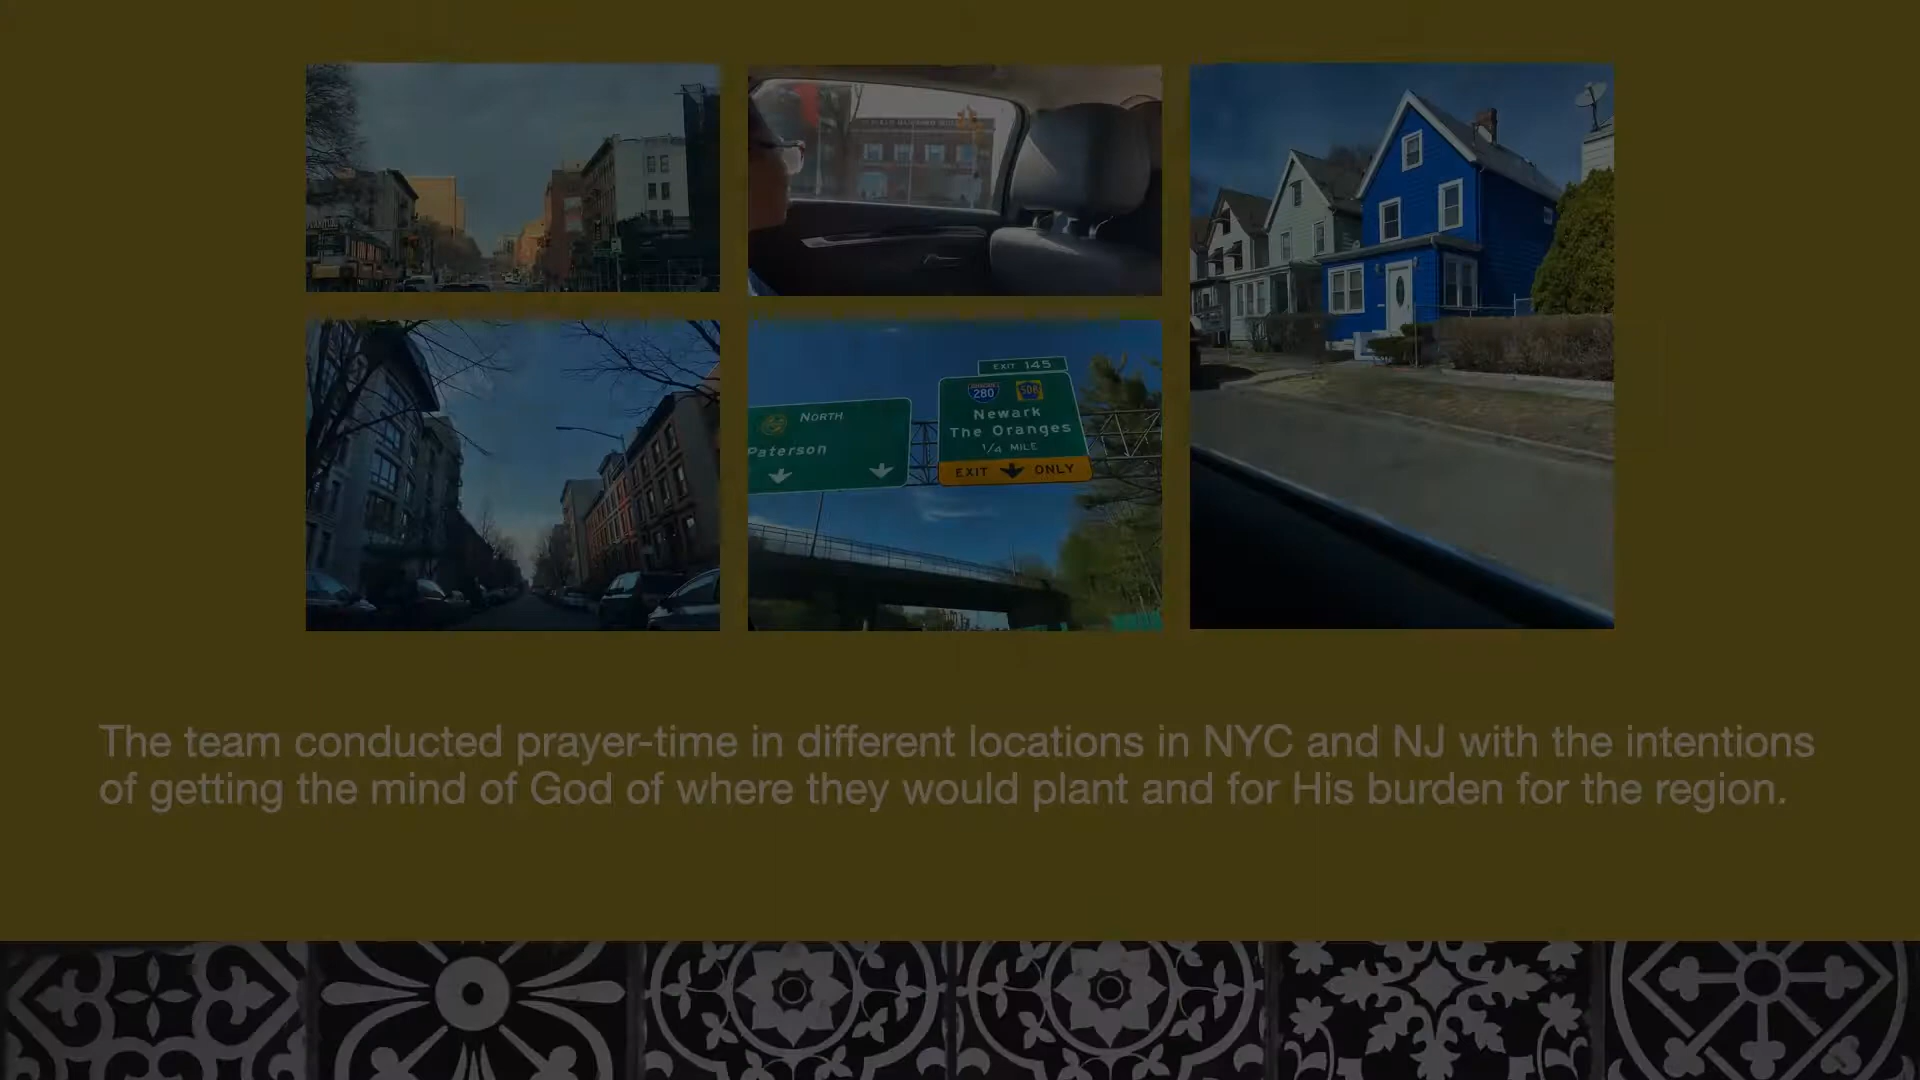 EXIT 145
280
508
NORTH
Newark
Paterson
The Oranges
1/4 MILE
EXIT ONLY
The team conducted prayer-time in different locations in NYC and NJ with the intentions
of getting the mind of God of where they would plant and for His burden for the region.